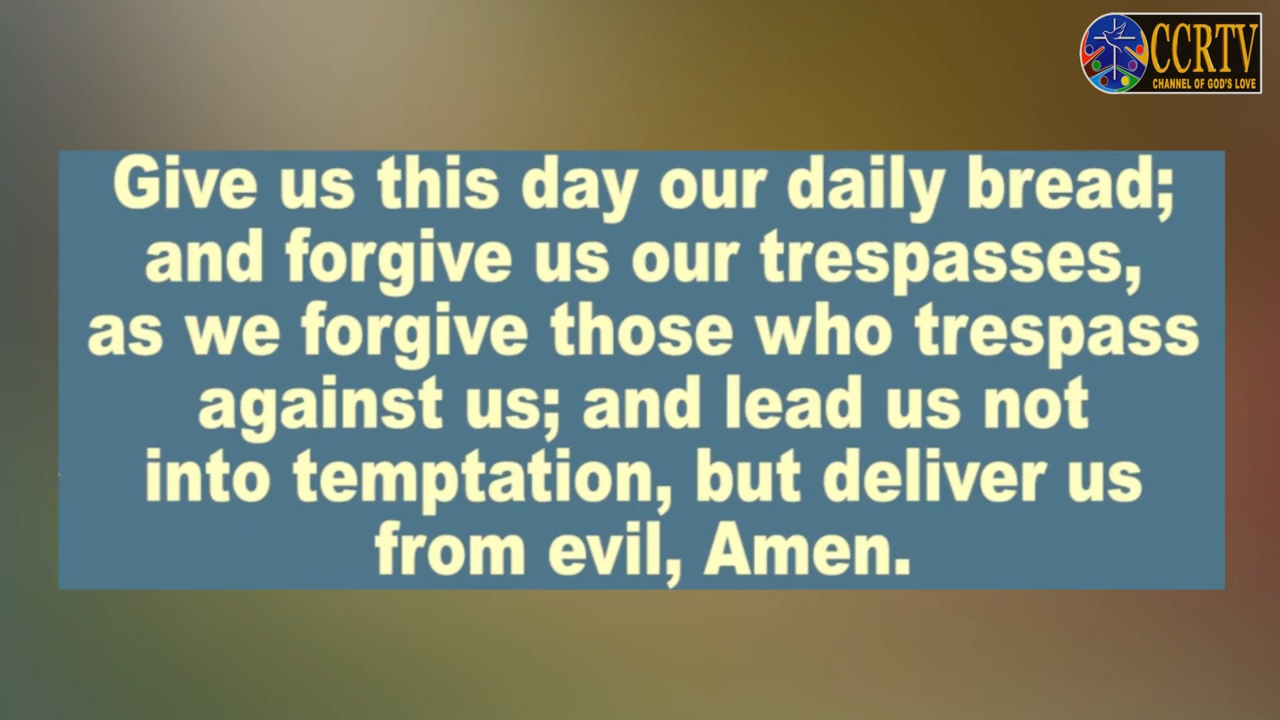 CCRTV
CHANNEL OF GOD'S LOVE
Give us this day our daily bread;
and forgive us our trespasses,
as we forgive those who trespass
against us; and lead us not
into temptation, but deliver us
from evil, Amen.